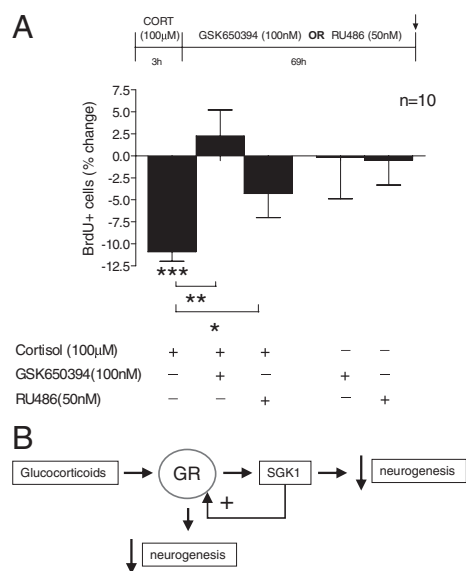 A
CORT (100μM) GSK650394 (100nM) OR RU486 (50nM)
3h 69h
n=10
BrdU+ cells (% change)
7.5
5.0
2.5
0.0
-2.5
-5.0
-7.5
-10.0
-12.5
***
**
*
Cortisol (100μM) + + + − −
GSK650394(100nM) − + − + −
RU486(50nM) − − + − +
B
Glucocorticoids GR SGK1 neurogenesis
+
neurogenesis